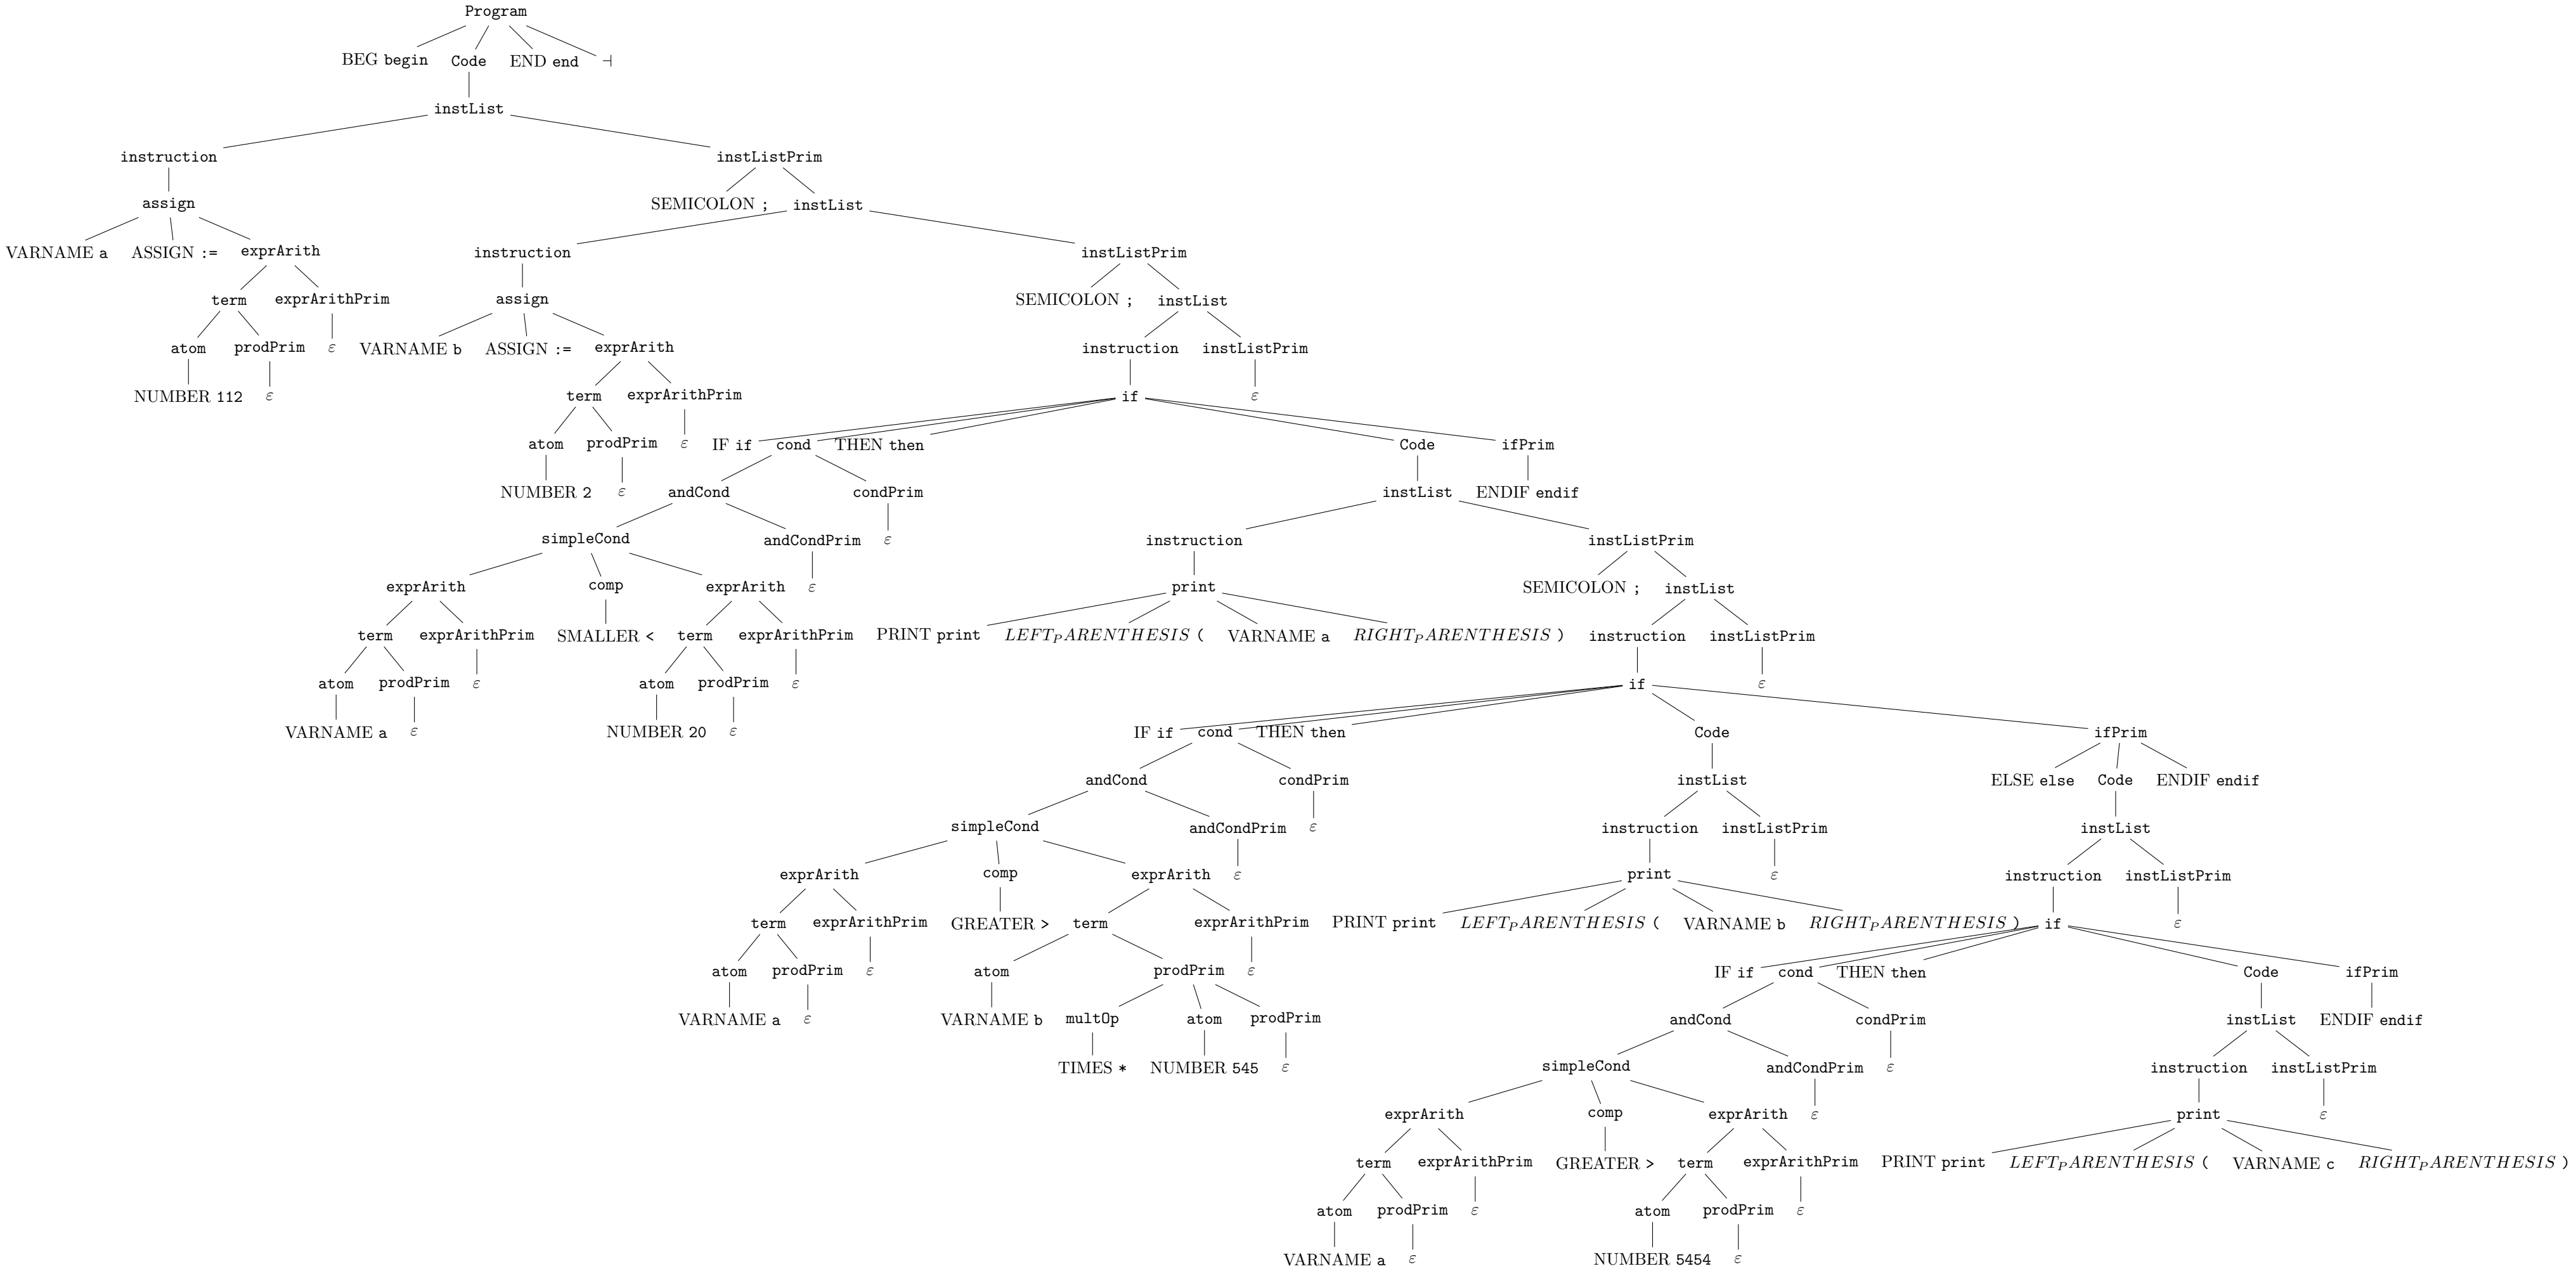 Program
BEG begin Code END end ⊣
instList
instruction instListPrim
assign SEMICOLON ; instList
VARNAME a ASSIGN := exprArith instruction instListPrim
term exprArithPrim assign SEMICOLON ; instList
atom prodPrim ε VARNAME b ASSIGN := exprArith instruction instListPrim
NUMBER 112 ε term exprArithPrim if ε
atom prodPrim ε IF if cond THEN then Code ifPrim
NUMBER 2 ε andCond condPrim instList ENDIF endif
simpleCond andCondPrim ε instruction instListPrim
exprArith comp exprArith ε print SEMICOLON ; instList
term exprArithPrim SMALLER < term exprArithPrim PRINT print LEFT_PARENTHESIS ( VARNAME a RIGHT_PARENTHESIS ) instruction instListPrim
atom prodPrim ε atom prodPrim ε if ε
VARNAME a ε NUMBER 20 ε IF if cond THEN then Code ifPrim
andCond condPrim instList ELSE else Code ENDIF endif
simpleCond andCondPrim ε instruction instListPrim instList
exprArith comp exprArith ε print ε instruction instListPrim
term exprArithPrim GREATER > term exprArithPrim PRINT print LEFT_PARENTHESIS ( VARNAME b RIGHT_PARENTHESIS ) if ε
atom prodPrim ε atom prodPrim ε IF if cond THEN then Code ifPrim
VARNAME a ε VARNAME b multOp atom prodPrim andCond condPrim instList ENDIF endif
TIMES * NUMBER 545 ε simpleCond andCondPrim ε instruction instListPrim
exprArith comp exprArith ε print ε
term exprArithPrim GREATER > term exprArithPrim PRINT print LEFT_PARENTHESIS ( VARNAME c RIGHT_PARENTHESIS )
atom prodPrim ε atom prodPrim ε
VARNAME a ε NUMBER 5454 ε